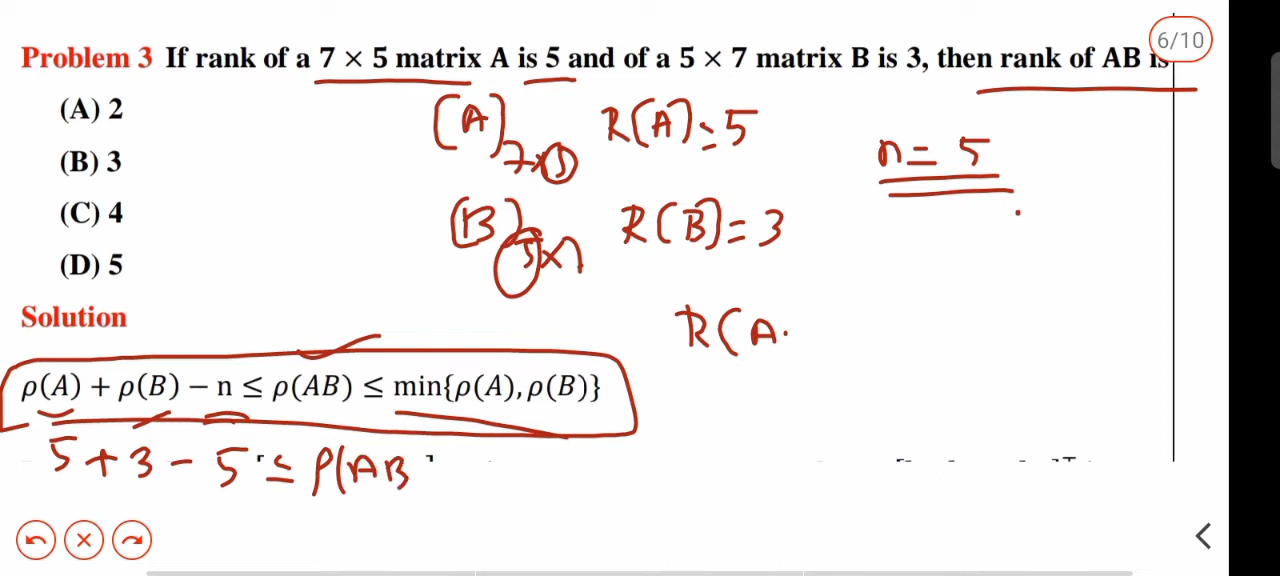 6/10
Problem 3 If rank of a 7 × 5 matrix A is 5 and of a 5 × 7 matrix B is 3, then rank of AB is
(A) 2
(B) 3
(C) 4
(D) 5
[A]7×5 R[A] = 5
n = 5
[B]5×7 R[B] = 3
R(A.
Solution
ρ(A) + ρ(B) − n ≤ ρ(AB) ≤ min{ρ(A), ρ(B)}
5 + 3 - 5 ≤ ρ(AB